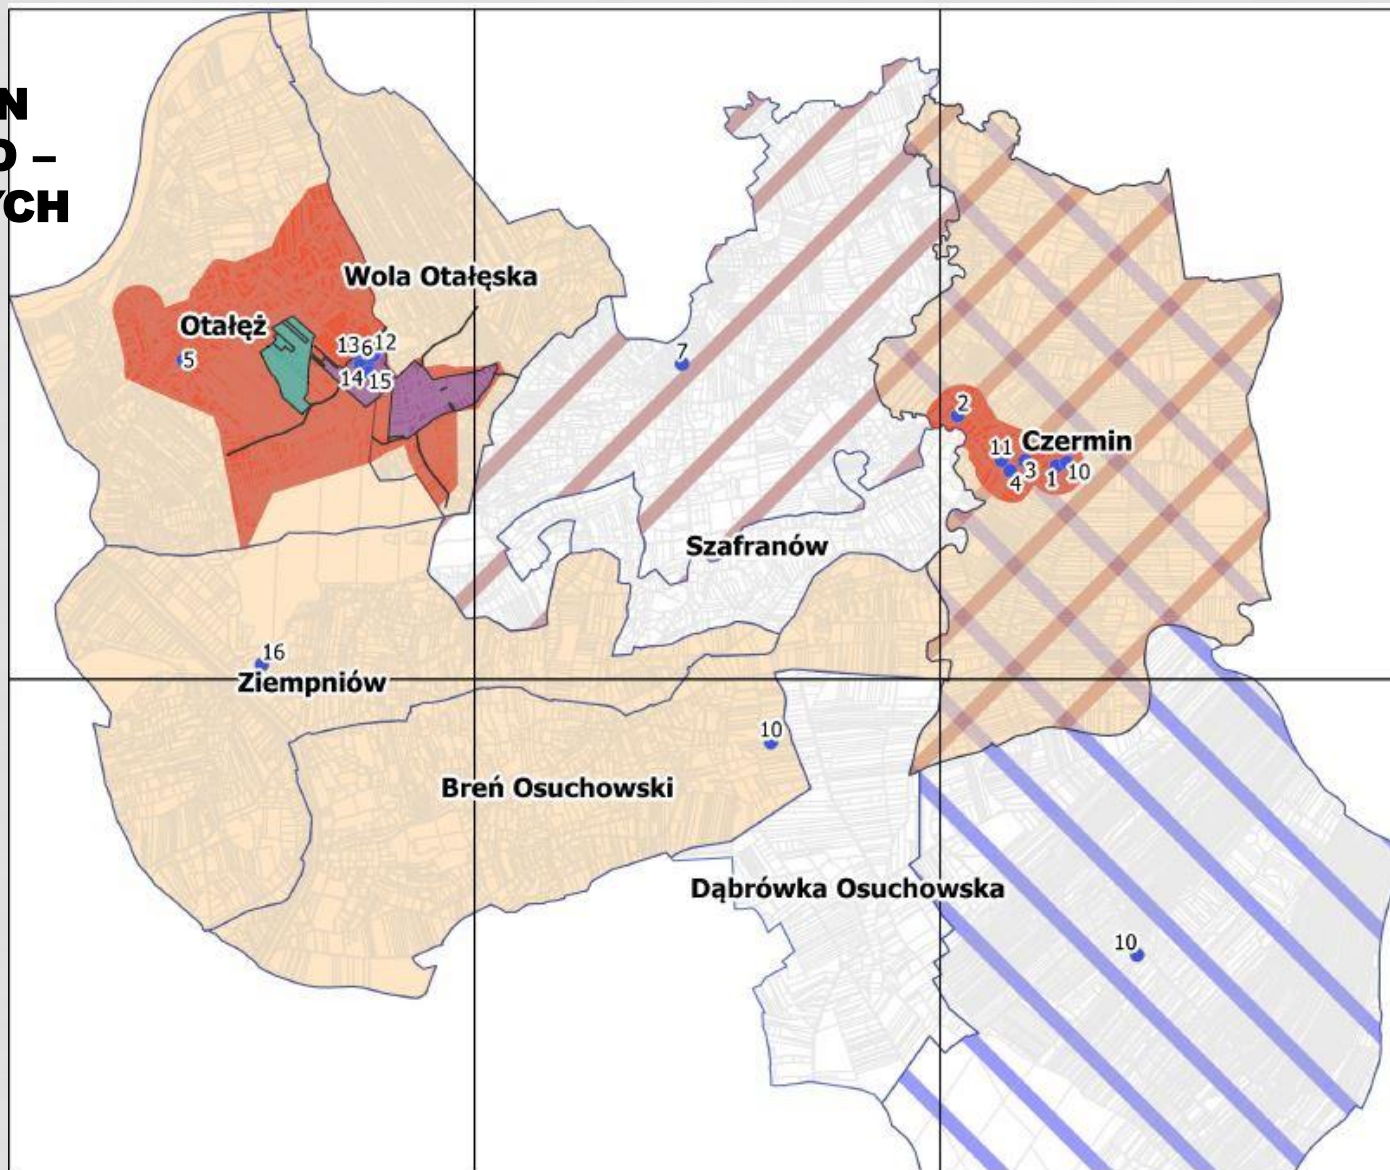 N
O –
YCH
Wola Otałęska
Otałęż
13 6 12
5
14 15
7
2
Czermin
11
3 1 10
4
Szafranów
16
Ziempniów
10
Breń Osuchowski
Dąbrówka Osuchowska
10